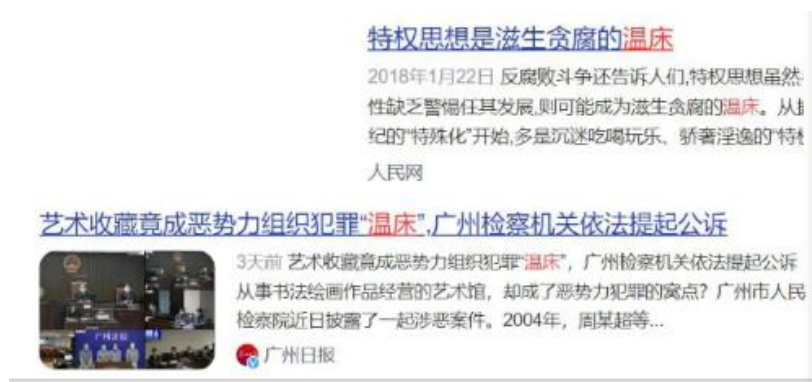 特权思想是滋生贪腐的温床
2018年1月22日 反腐败斗争还告诉人们,特权思想虽然
性缺乏警惕任其发展,则可能成为滋生贪腐的温床。从
纪的“特殊化”开始,多是沉迷吃喝玩乐、骄奢淫逸的“特
人民网
艺术收藏竟成恶势力组织犯罪“温床”,广州检察机关依法提起公诉
3天前 艺术收藏竟成恶势力组织犯罪“温床”，广州检察机关依法提起公诉
从事书法绘画作品经营的艺术馆，却成了恶势力犯罪的窝点？广州市人民
检察院近日披露了一起涉恶案件。2004年，周某超等...
广州日报